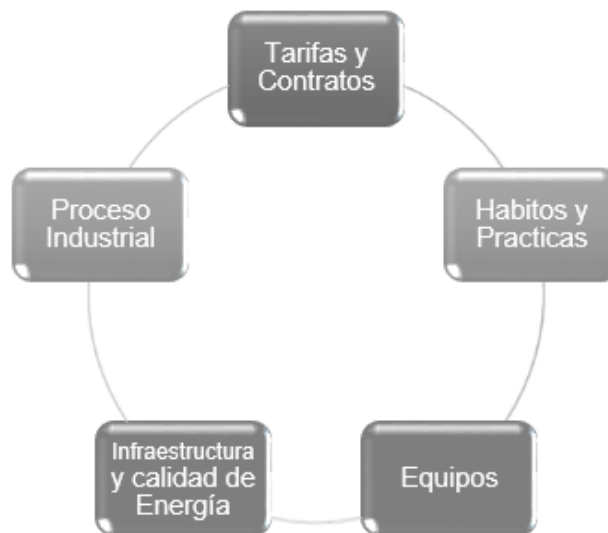 Tarifas y
Contratos
Habitos y
Practicas
Equipos
Infraestructura
y calidad de
Energía
Proceso
Industrial